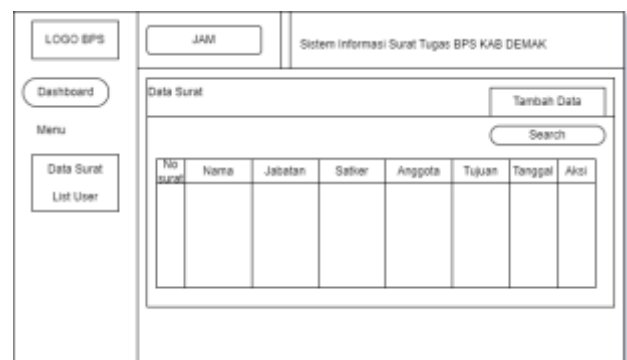 LOGO BPS
JAM
Sistem Informasi Surat Tugas BPS KAB DEMAK
Dashboard
Menu
Data Surat
List User
Data Surat
Tambah Data
Search
No surat
Nama
Jabatan
Satker
Anggota
Tujuan
Tanggal
Aksi